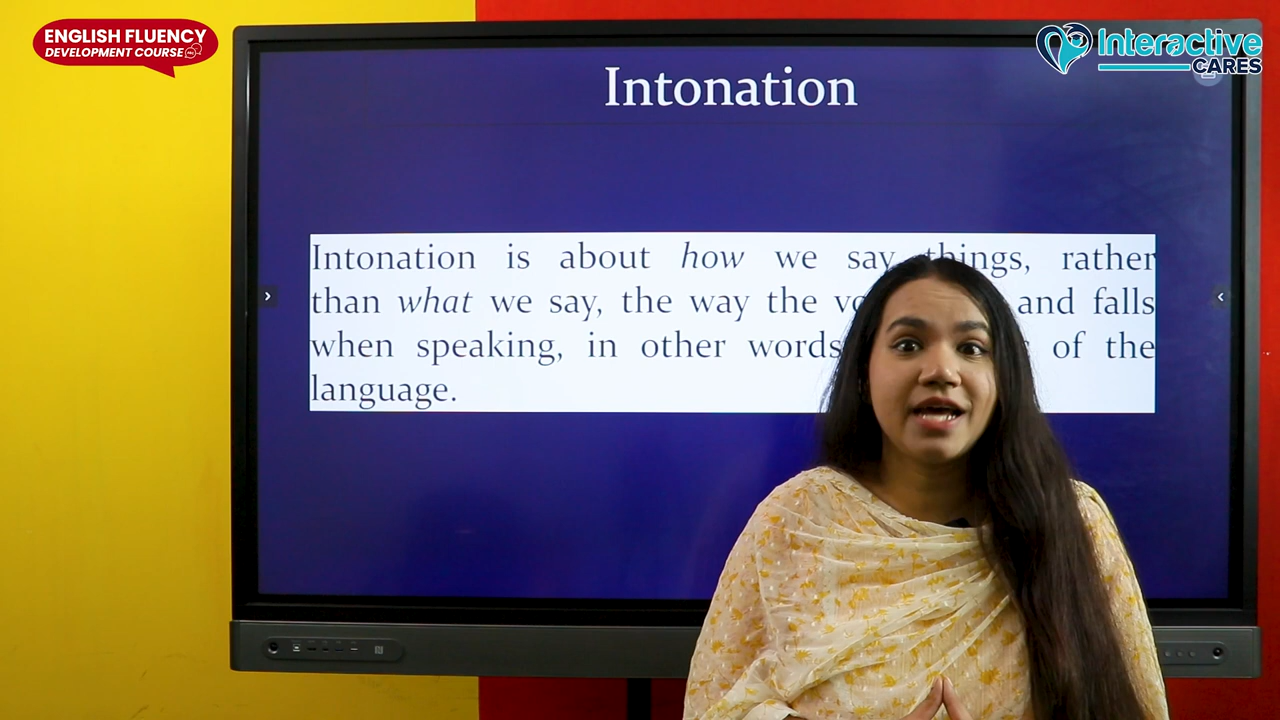 ENGLISH FLUENCY
DEVELOPMENT COURSE
Interactive
CARES
Intonation
Intonation is about how we say things, rather
than what we say, the way the and falls
when speaking, in other words of the
language.